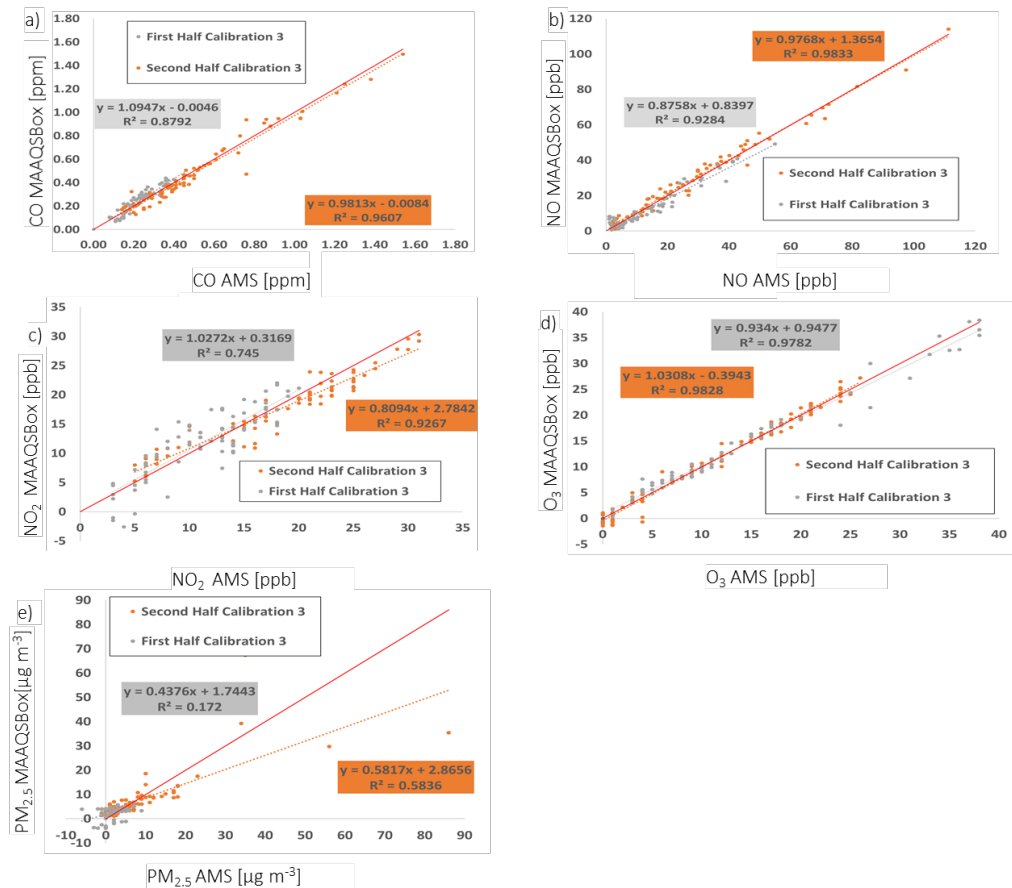 a)
1.80
1.60
1.40
1.20
1.00
0.80
0.60
0.40
0.20
0.00
CO MAAQSBox [ppm]
First Half Calibration 3
Second Half Calibration 3
y = 1.0947x - 0.0046
R² = 0.8792
y = 0.9813x - 0.0084
R² = 0.9607
0.00 0.20 0.40 0.60 0.80 1.00 1.20 1.40 1.60 1.80
CO AMS [ppm]
b)
120
100
80
60
40
20
0
NO MAAQSBox [ppb]
y = 0.9768x + 1.3654
R² = 0.9833
y = 0.8758x + 0.8397
R² = 0.9284
Second Half Calibration 3
First Half Calibration 3
0 20 40 60 80 100 120
NO AMS [ppb]
c)
35
30
25
20
15
10
5
0
-5
NO₂ MAAQSBox [ppb]
y = 1.0272x + 0.3169
R² = 0.745
y = 0.8094x + 2.7842
R² = 0.9267
Second Half Calibration 3
First Half Calibration 3
0 5 10 15 20 25 30 35
NO₂ AMS [ppb]
d)
40
35
30
25
20
15
10
5
0
-5
O₃ MAAQSBox [ppb]
y = 0.934x + 0.9477
R² = 0.9782
y = 1.0308x - 0.3943
R² = 0.9828
Second Half Calibration 3
First Half Calibration 3
0 5 10 15 20 25 30 35 40
O₃ AMS [ppb]
e)
90
80
70
60
50
40
30
20
10
0
-10
PM₂.₅ MAAQSBox[µg m⁻³]
Second Half Calibration 3
First Half Calibration 3
y = 0.4376x + 1.7443
R² = 0.172
y = 0.5817x + 2.8656
R² = 0.5836
-10 0 10 20 30 40 50 60 70 80 90
PM₂.₅ AMS [µg m⁻³]